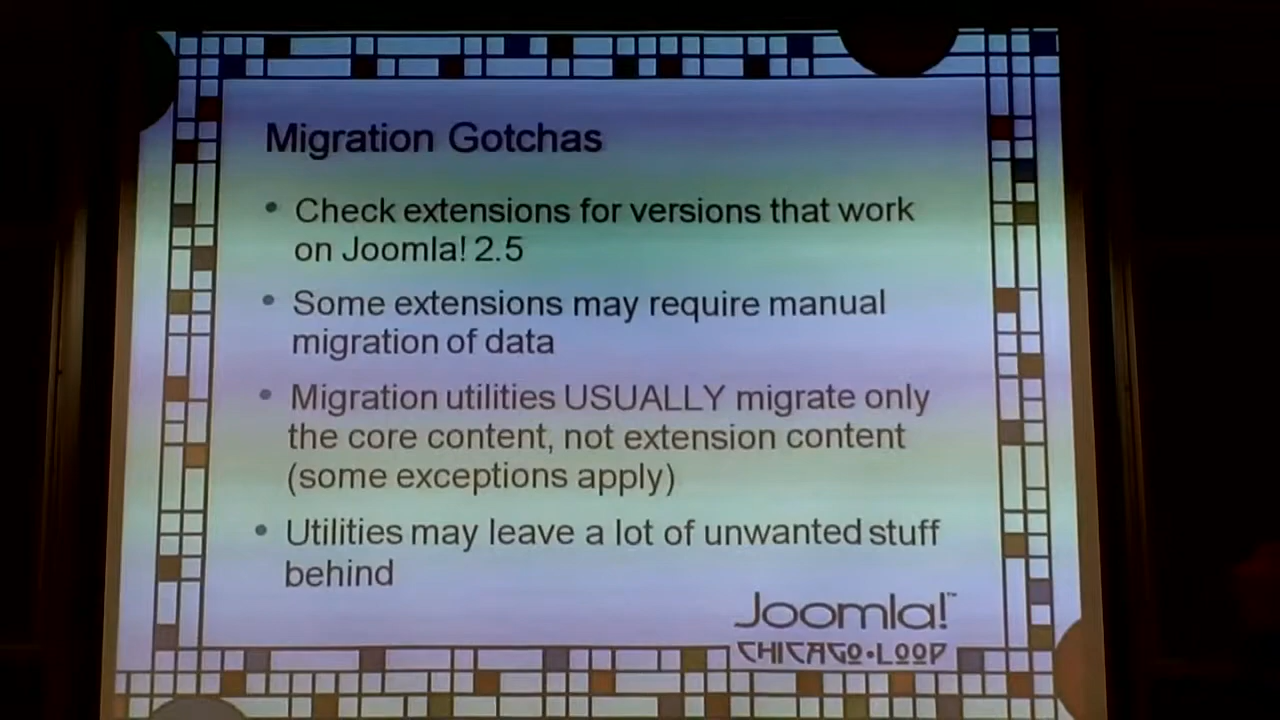 Migration Gotchas
• Check extensions for versions that work
on Joomla! 2.5
• Some extensions may require manual
migration of data
• Migration utilities USUALLY migrate only
the core content, not extension content
(some exceptions apply)
• Utilities may leave a lot of unwanted stuff
behind
Joomla!™
CHICAGO•LOOP